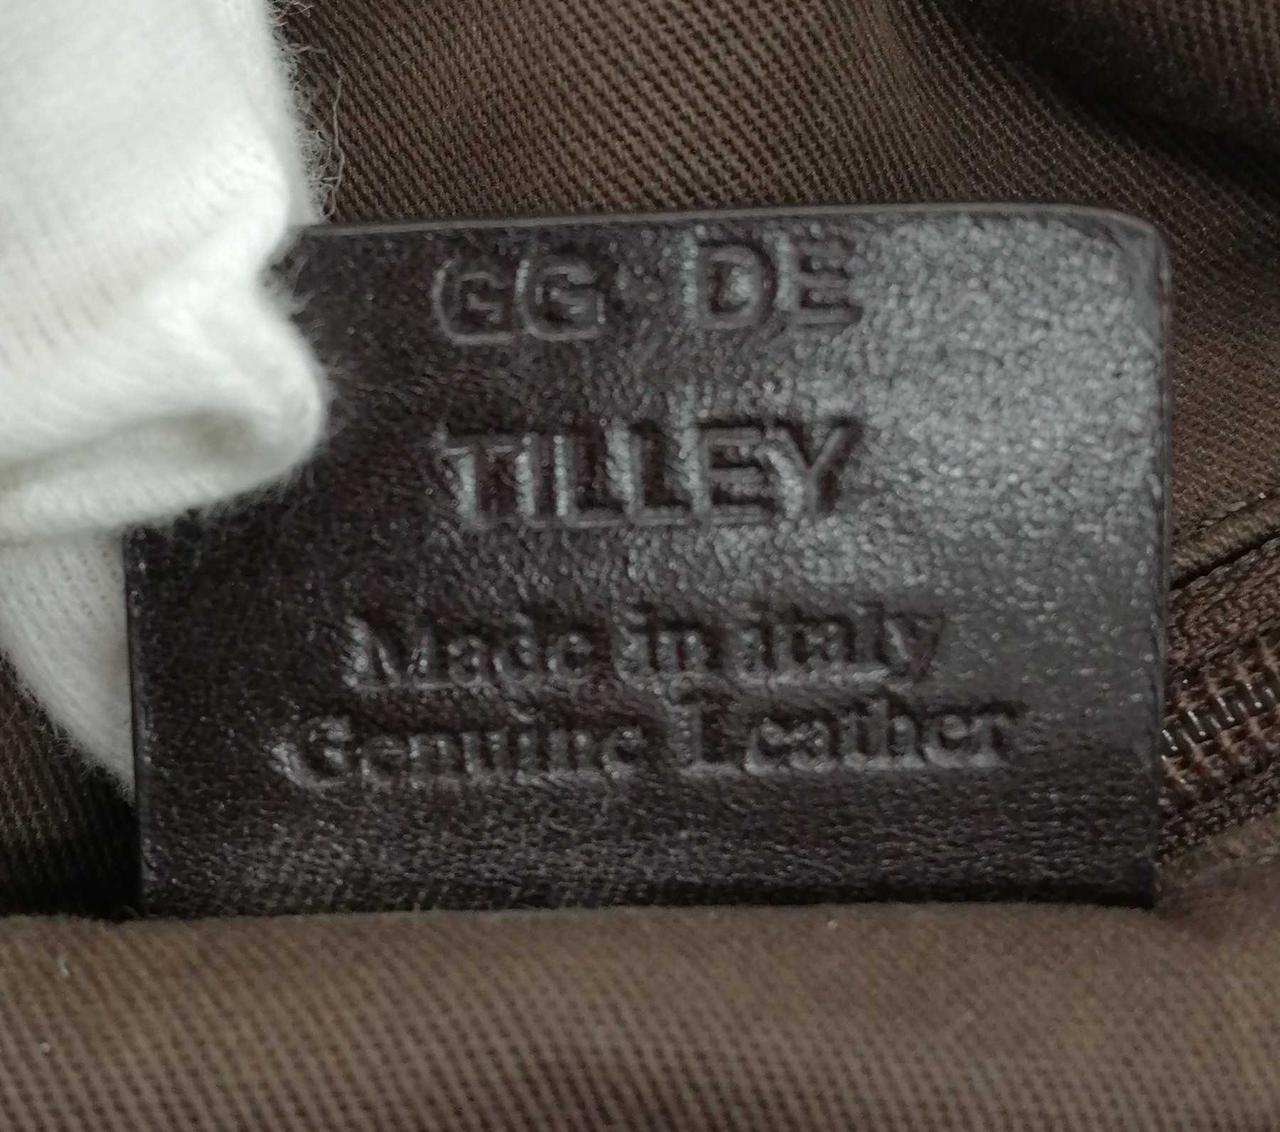 GG DE
TILLEY
Made in italy
Genuine Leather